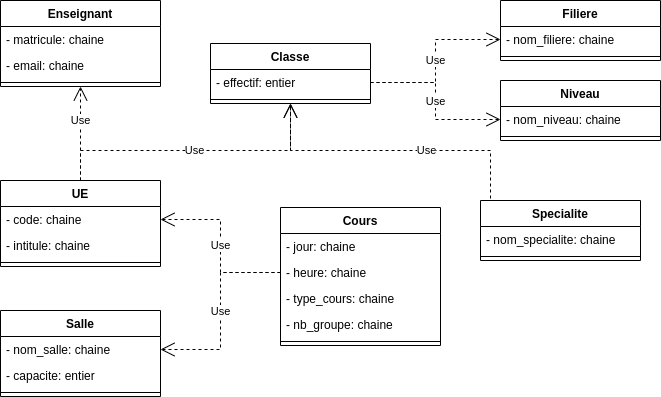 Enseignant
- matricule: chaine
- email: chaine
Classe
- effectif: entier
Filiere
- nom_filiere: chaine
Use
Use
Niveau
- nom_niveau: chaine
Use
Use
Use
UE
- code: chaine
- intitule: chaine
Cours
- jour: chaine
- heure: chaine
- type_cours: chaine
- nb_groupe: chaine
Specialite
- nom_specialite: chaine
Use
Use
Salle
- nom_salle: chaine
- capacite: entier